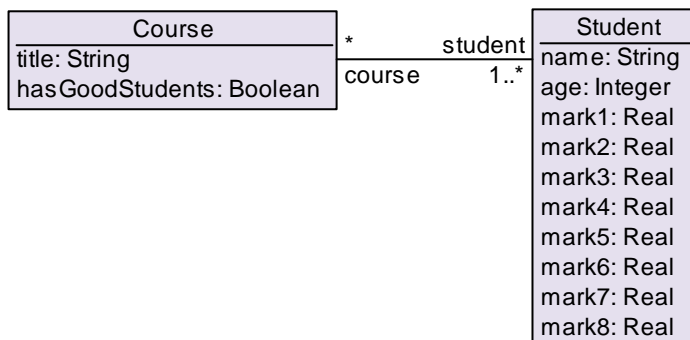 Course
title: String
hasGoodStudents: Boolean
*
student
course
1..*
Student
name: String
age: Integer
mark1: Real
mark2: Real
mark3: Real
mark4: Real
mark5: Real
mark6: Real
mark7: Real
mark8: Real